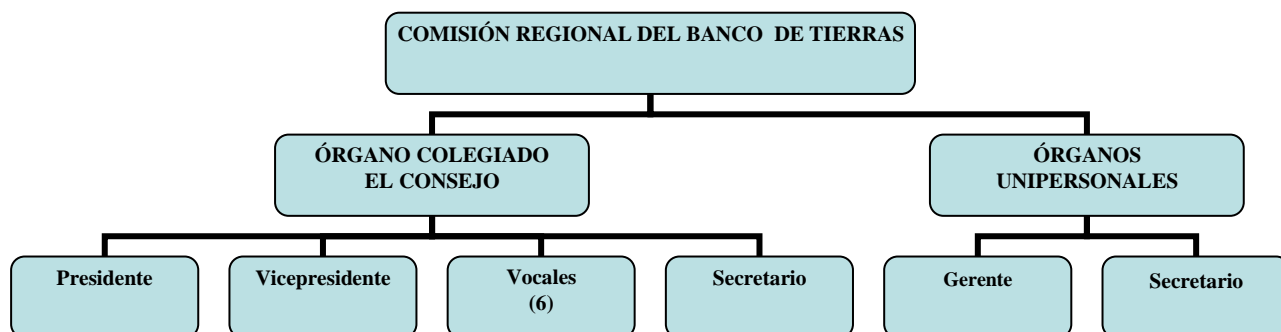 COMISIÓN REGIONAL DEL BANCO DE TIERRAS
ÓRGANO COLEGIADO
EL CONSEJO
ÓRGANOS
UNIPERSONALES
Presidente
Vicepresidente
Vocales
(6)
Secretario
Gerente
Secretario